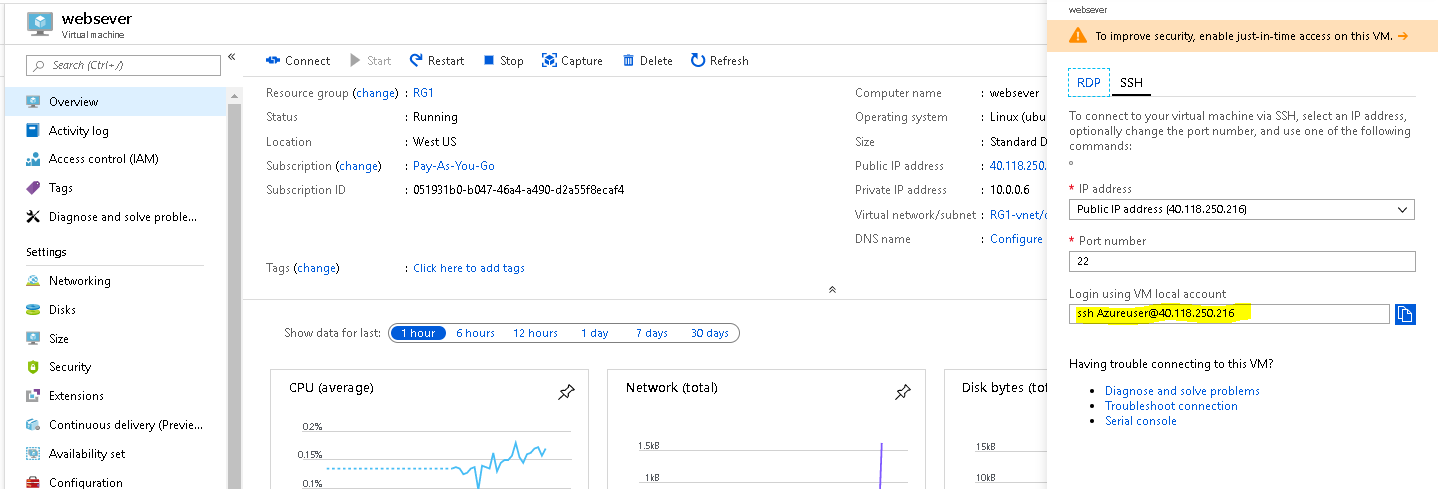 websever
Virtual machine
Search (Ctrl+/)
«
Overview
Activity log
Access control (IAM)
Tags
Diagnose and solve proble...
Settings
Networking
Disks
Size
Security
Extensions
Continuous delivery (Previe...
Availability set
Configuration
Connect Start Restart Stop Capture Delete Refresh
Resource group (change) : RG1
Status : Running
Location : West US
Subscription (change) : Pay-As-You-Go
Subscription ID : 051931b0-b047-46a4-a490-d2a55f8ecaf4
Computer name : websever
Operating system : Linux (ubu
Size : Standard D
Public IP address : 40.118.250.
Private IP address : 10.0.0.6
Virtual network/subnet : RG1-vnet/
DNS name : Configure
Tags (change) : Click here to add tags
Show data for last: 1 hour 6 hours 12 hours 1 day 7 days 30 days
CPU (average)
0.2%
0.15%
0.1%
Network (total)
1.5kB
1kB
Disk bytes (tot
15kB
10kB
websever
To improve security, enable just-in-time access on this VM. →
RDP SSH
To connect to your virtual machine via SSH, select an IP address,
optionally change the port number, and use one of the following
commands:
* IP address
Public IP address (40.118.250.216)
* Port number
22
Login using VM local account
ssh Azureuser@40.118.250.216
Having trouble connecting to this VM?
• Diagnose and solve problems
• Troubleshoot connection
• Serial console